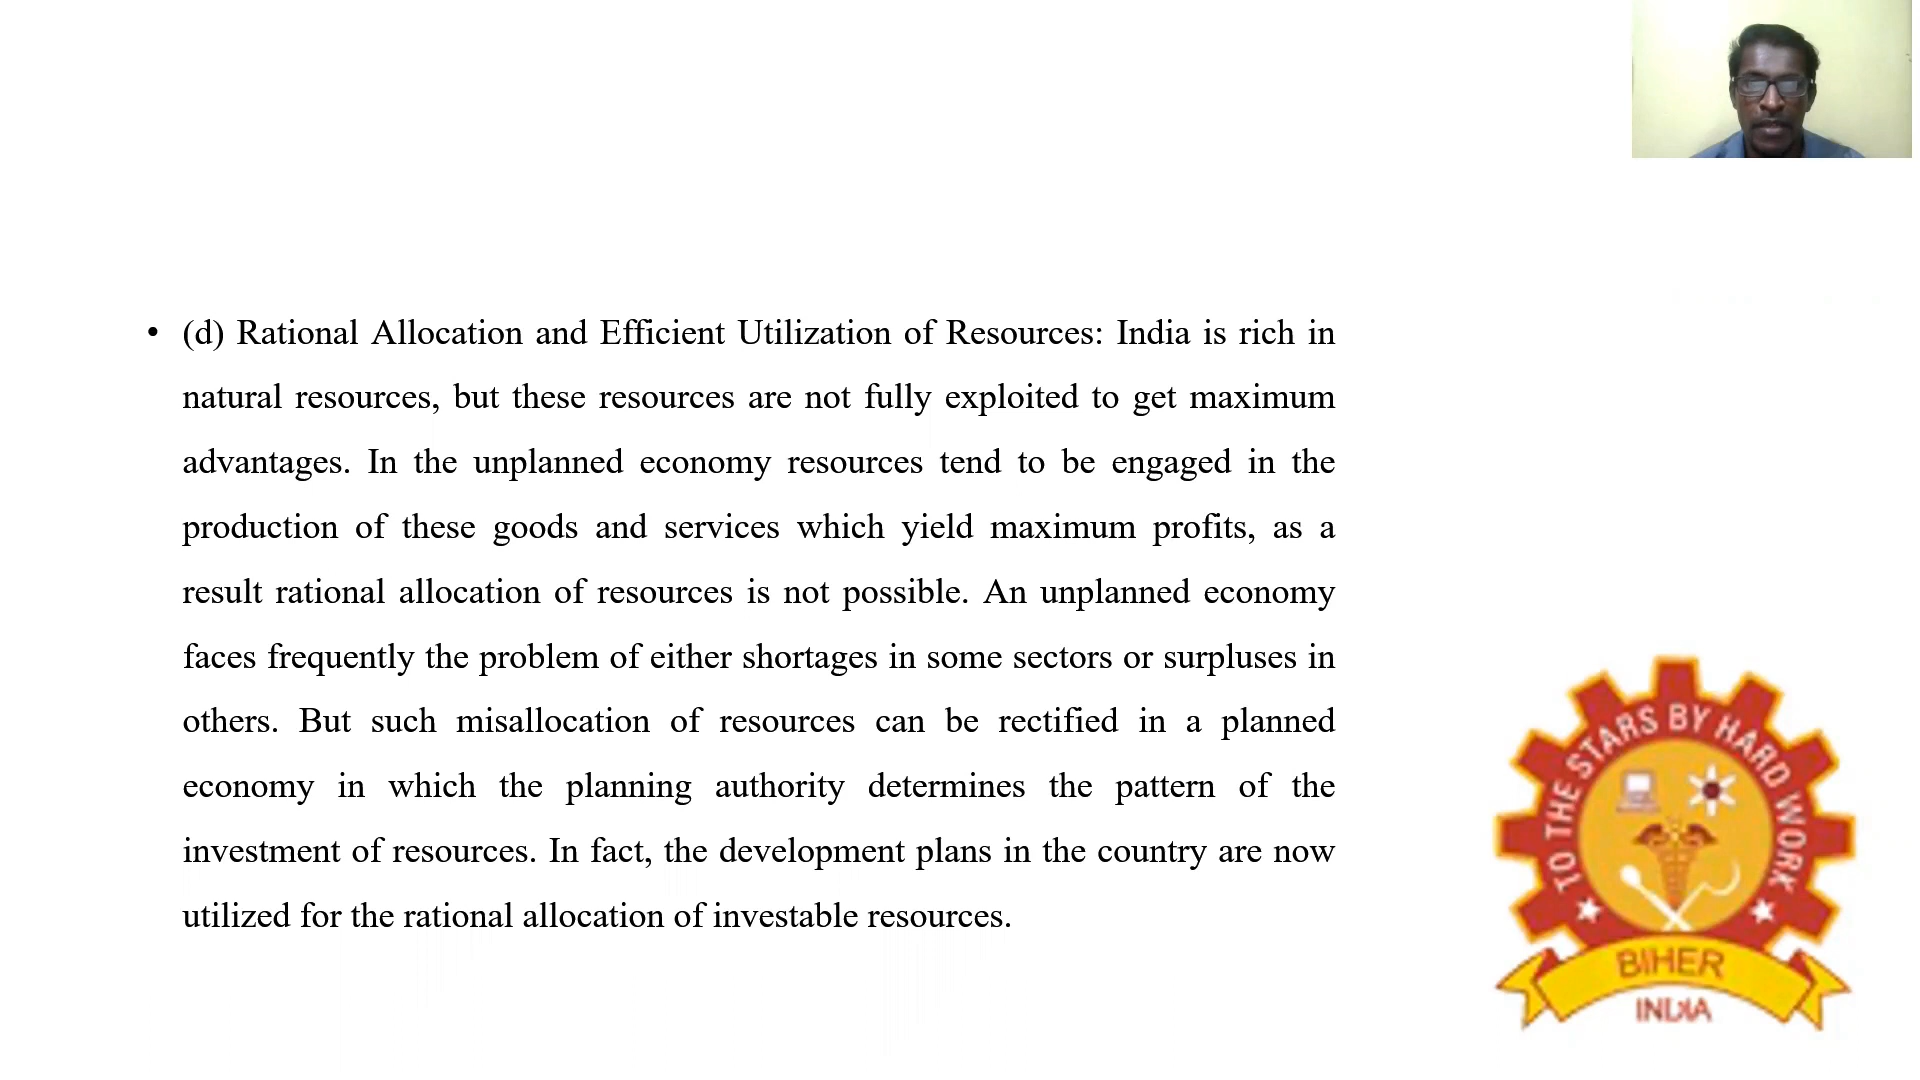 • (d) Rational Allocation and Efficient Utilization of Resources: India is rich in
natural resources, but these resources are not fully exploited to get maximum
advantages. In the unplanned economy resources tend to be engaged in the
production of these goods and services which yield maximum profits, as a
result rational allocation of resources is not possible. An unplanned economy
faces frequently the problem of either shortages in some sectors or surpluses in
others. But such misallocation of resources can be rectified in a planned
economy in which the planning authority determines the pattern of the
investment of resources. In fact, the development plans in the country are now
utilized for the rational allocation of investable resources.
TO THE STARS BY HARD WORK
BIHER
INDIA